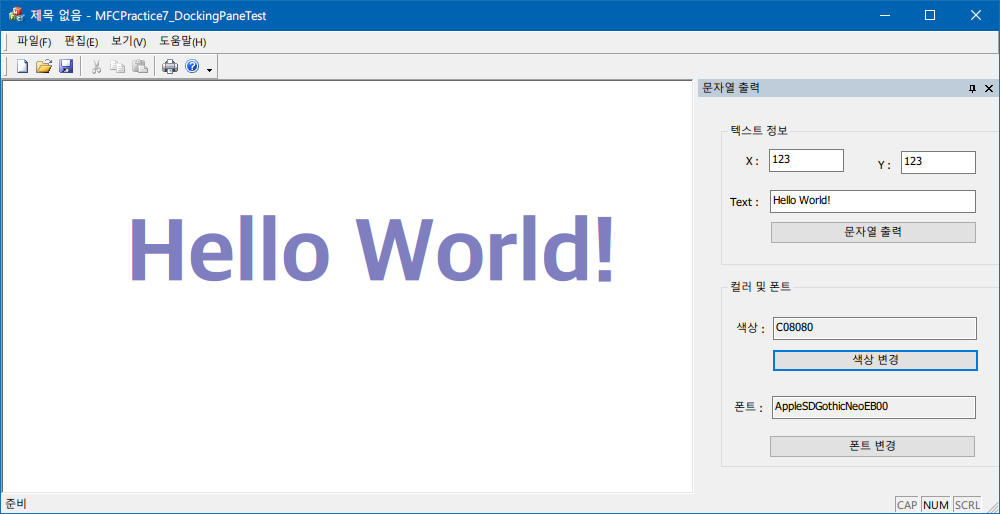 제목 없음 - MFCPractice7_DockingPaneTest
파일(F) 편집(E) 보기(V) 도움말(H)
Hello World!
문자열 출력
텍스트 정보
X : 123 Y : 123
Text : Hello World!
문자열 출력
컬러 및 폰트
색상 : C08080
색상 변경
폰트 : AppleSDGothicNeoEB00
폰트 변경
준비 CAP NUM SCRL